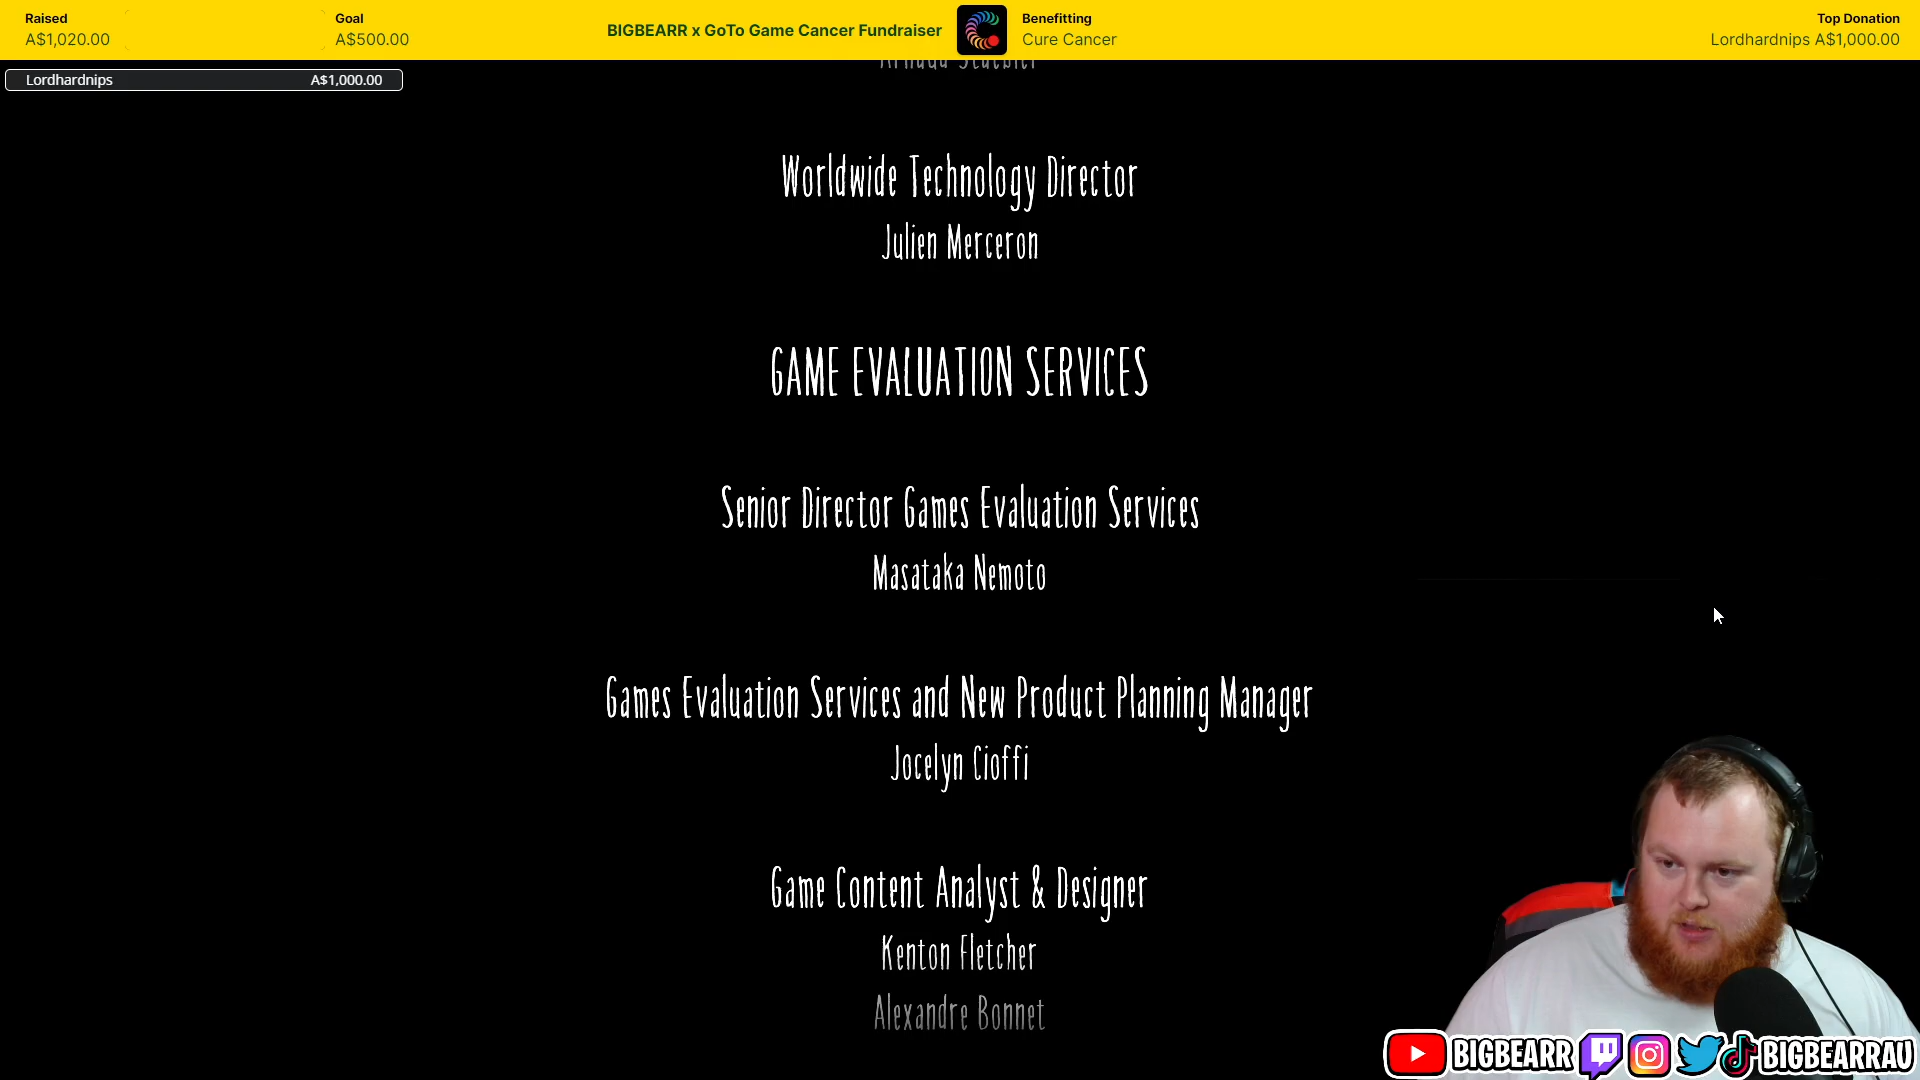 Raised
A$1,020.00
Goal
A$500.00
BIGBEARR x GoTo Game Cancer Fundraiser
Benefitting
Cure Cancer
Top Donation
Lordhardnips A$1,000.00
Lordhardnips A$1,000.00
Worldwide Technology Director
Julien Merceron
GAME EVALUATION SERVICES
Senior Director Games Evaluation Services
Masataka Nemoto
Games Evaluation Services and New Product Planning Manager
Jocelyn Cioffi
Game Content Analyst & Designer
Kenton Fletcher
Alexandre Bonnet
BIGBEARR
BIGBEARRAU